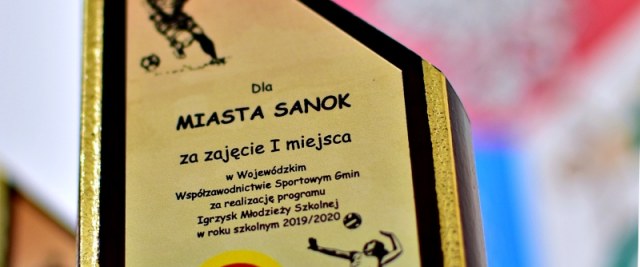 Dla
MIASTA SANOK
za zajęcie I miejsca
w Wojewódzkim
Współzawodnictwie Sportowym Gmin
za realizację programu
Igrzysk Młodzieży Szkolnej
w roku szkolnym 2019/2020